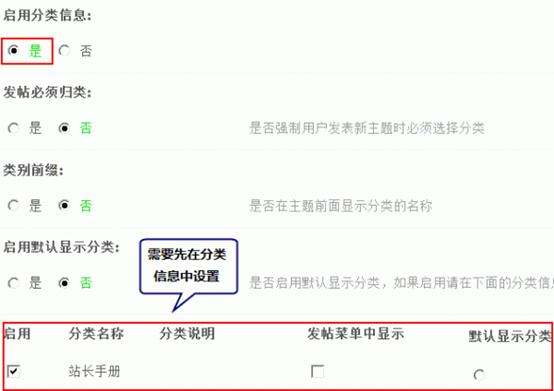 启用分类信息:
是 否
发帖必须归类:
是 否 是否强制用户发表新主题时必须选择分类
类别前缀:
是 否 是否在主题前面显示分类的名称
启用默认显示分类:
需要先在分类
信息中设置
是 否 是否启用默认显示分类，如果启用请在下面的分类信息
启用 分类名称 分类说明 发帖菜单中显示 默认显示分类
站长手册